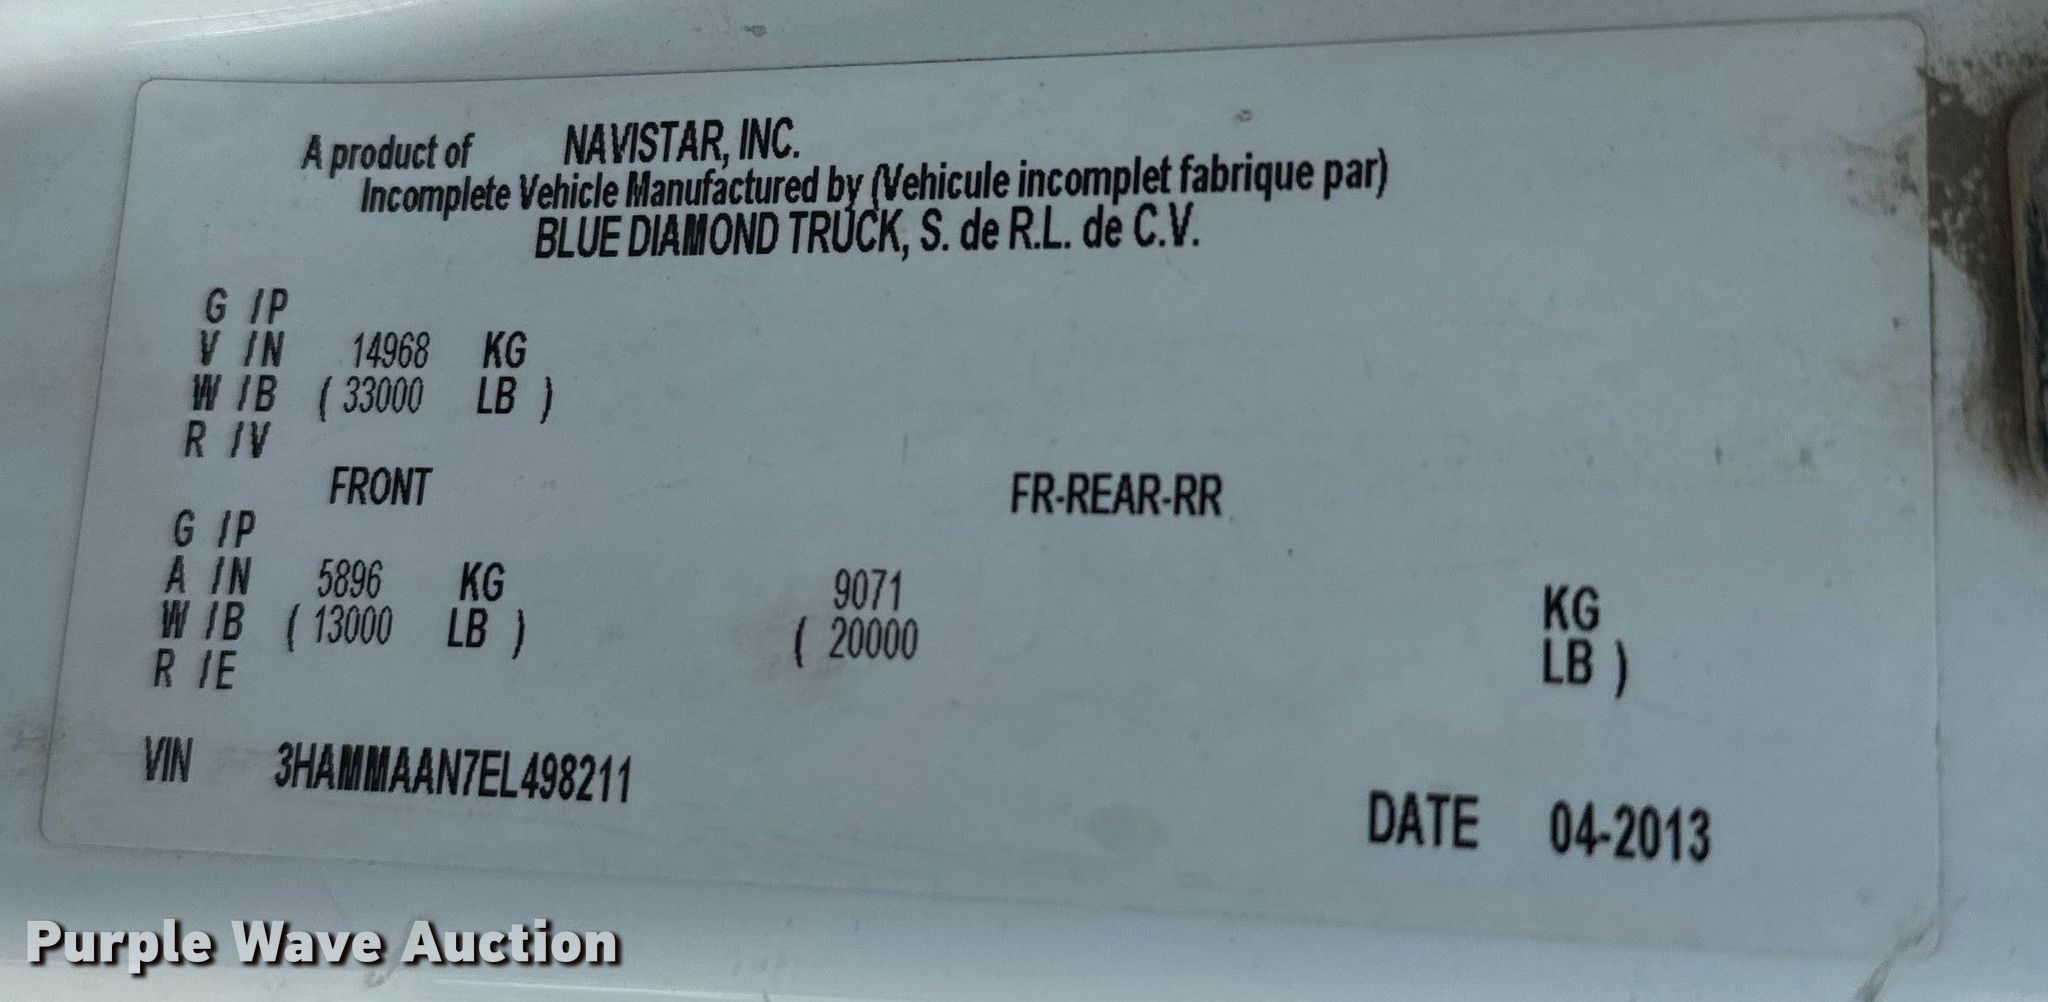 A product of NAVISTAR, INC.
Incomplete Vehicle Manufactured by (Vehicule incomplet fabrique par)
BLUE DIAMOND TRUCK, S. de R.L. de C.V.
G /P
V /N 14968 KG
W /B ( 33000 LB )
R /V
FRONT FR-REAR-RR
G /P
A /N 5896 KG 9071 KG
W /B ( 13000 LB ) ( 20000 LB )
R /E
VIN 3HAMMAAN7EL498211
DATE 04-2013
Purple Wave Auction